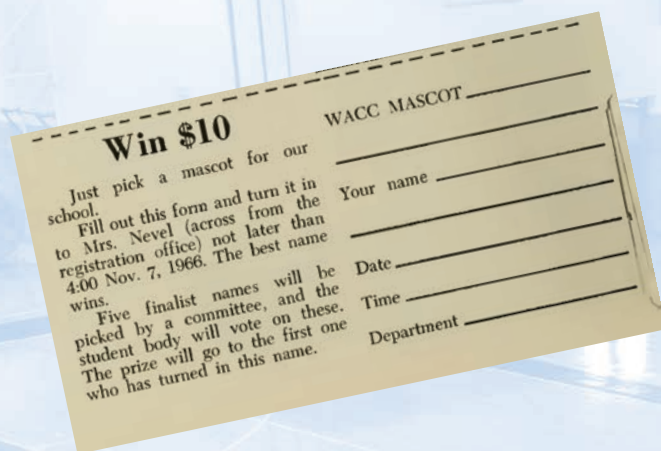 Win $10
Just pick a mascot for our
school.
Fill out this form and turn it in
to Mrs. Nevel (across from the
registration office) not later than
4:00 Nov. 7, 1966. The best name
wins.
Five finalist names will be
picked by a committee, and the
student body will vote on these.
The prize will go to the first one
who has turned in this name.
WACC MASCOT
Your name
Date
Time
Department